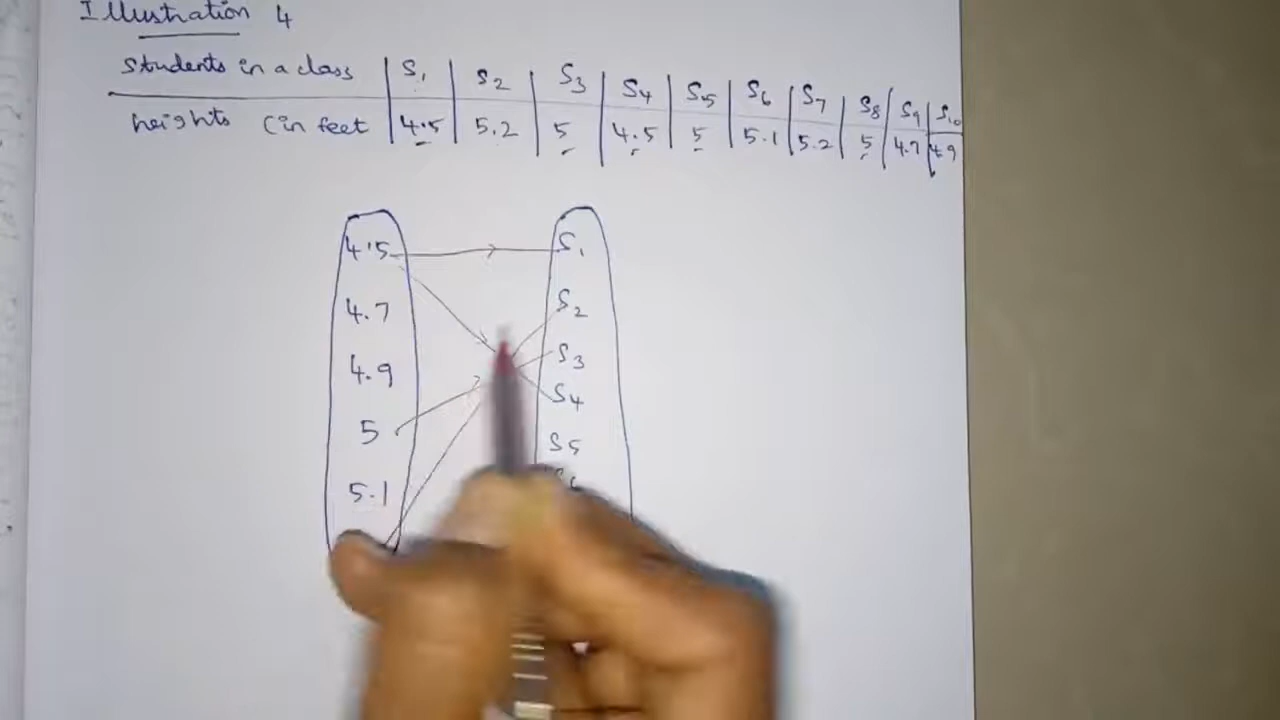 Illustration 4
Students in a class S1 S2 S3 S4 S5 S6 S7 S8 S9 S10
heights (in feet 4.5 5.2 5 4.5 5 5.1 5.2 5 4.7 4.9
4.5 S1
4.7 S2
4.9 S3
S4
5 S5
5.1